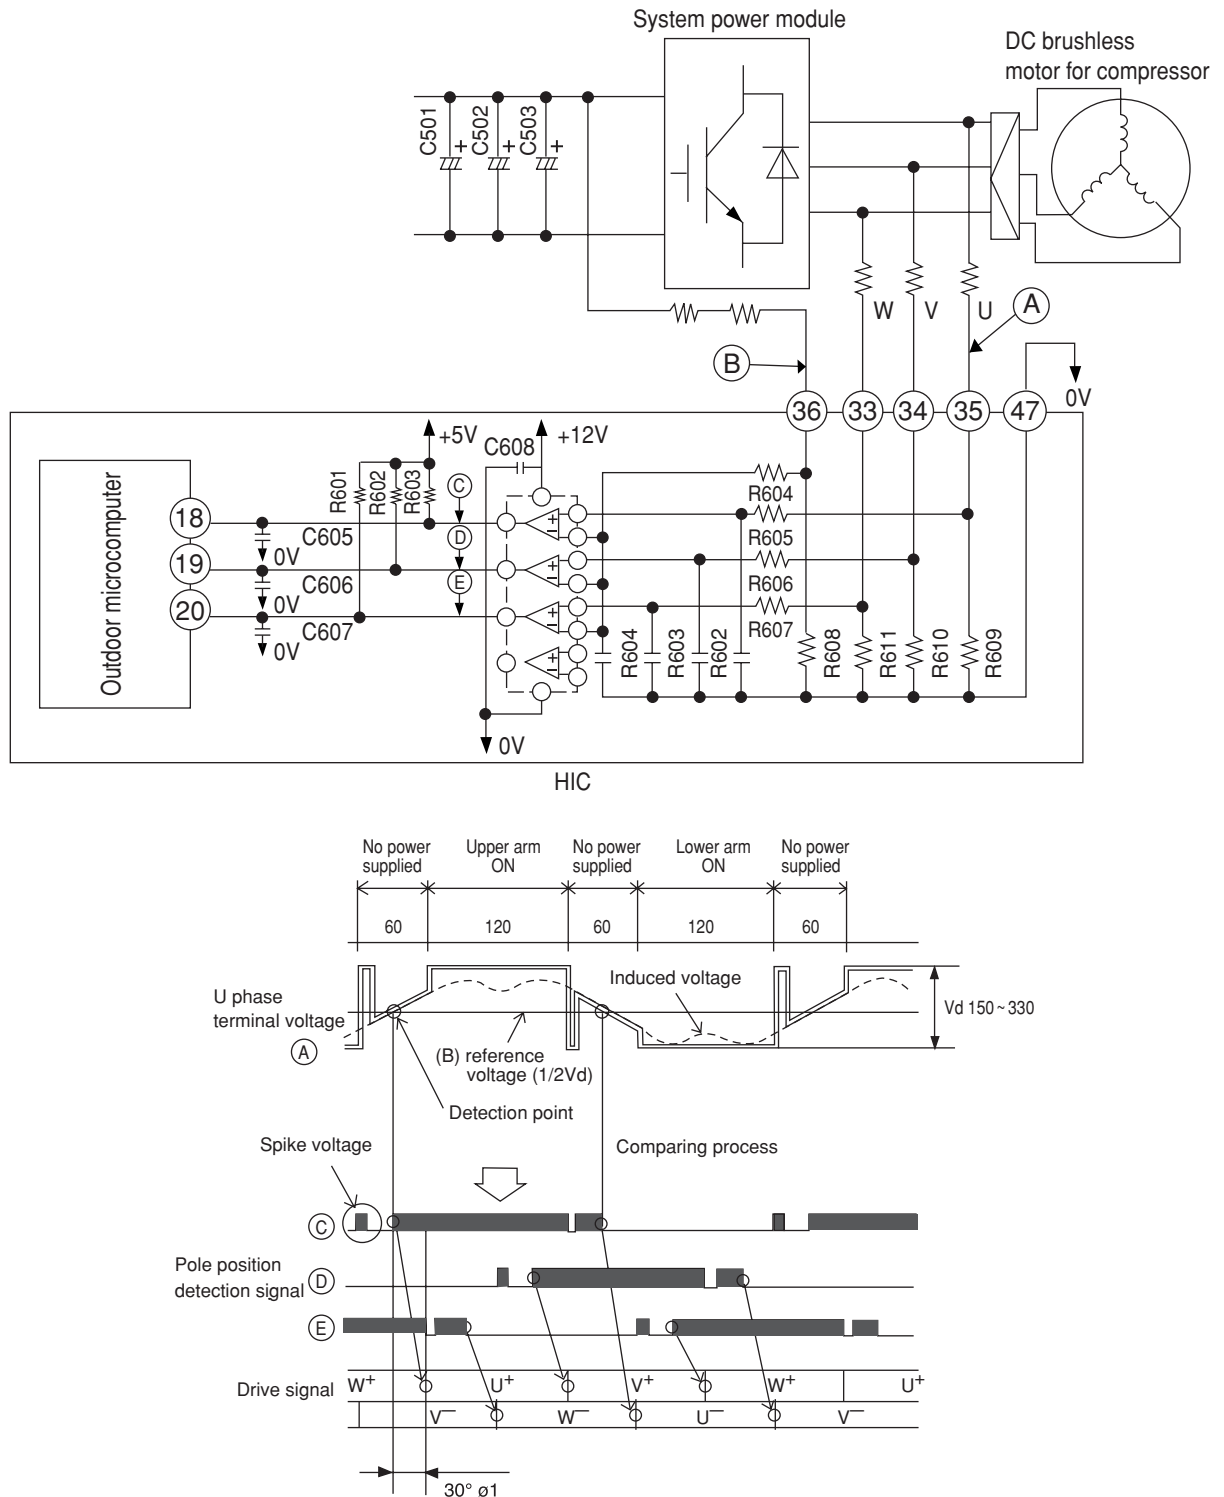 System power module
DC brushless
motor for compressor
C501
C502
C503
+ + +
W V U
A
B
36 33 34 35 47
0V
+5V
C608
+12V
R601
R602
R603
Outdoor microcomputer
18
19
20
C605
0V
C606
0V
C607
0V
C
D
E
+
−
+
−
+
−
+
−
R604
R605
R606
R607
R604
R603
R602
R608
R611
R610
R609
0V
HIC
No power supplied
Upper arm ON
No power supplied
Lower arm ON
No power supplied
60 120 60 120 60
U phase
terminal voltage
A
Induced voltage
Vd 150~330
(B) reference
voltage (1/2Vd)
Detection point
Spike voltage
Comparing process
C
Pole position
detection signal
D
E
Drive signal
W+ U+ V+ W+ U+
V− W− U− V−
30° ø1